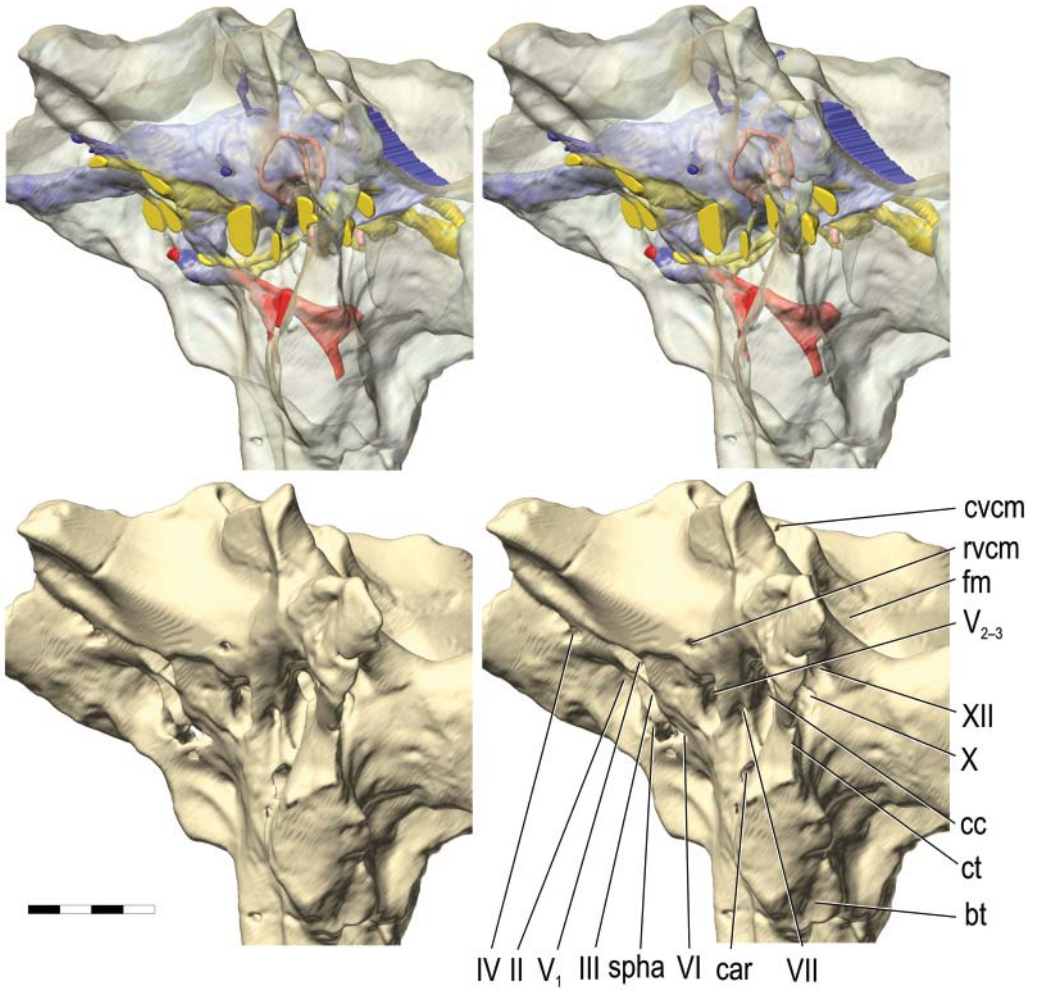 cvcm
rvcm
fm
V₂₋₃
XII
X
cc
ct
bt
IV II V₁ III spha VI car VII